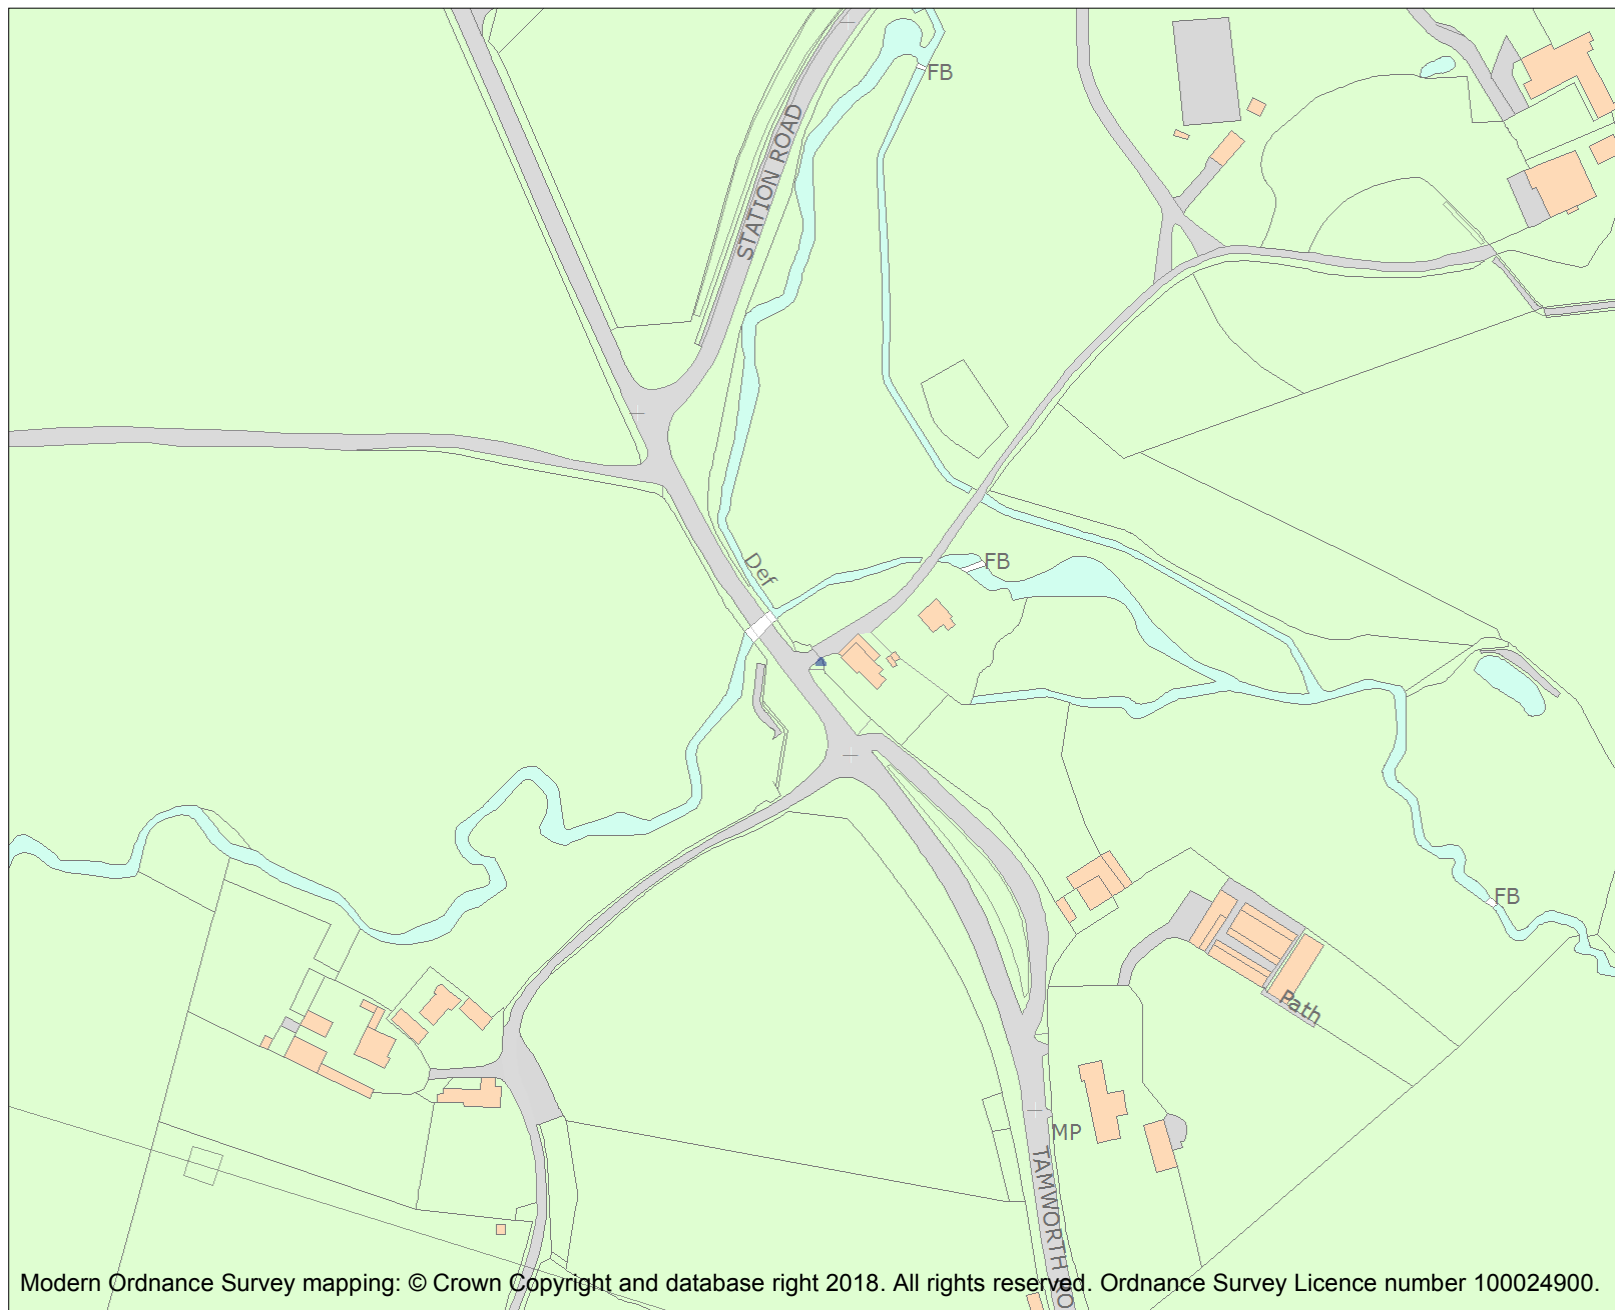 FB
STATION ROAD
Def
FB
FB
Path
MP
TAMWORTH RO
Modern Ordnance Survey mapping: © Crown Copyright and database right 2018. All rights reserved. Ordnance Survey Licence number 100024900.